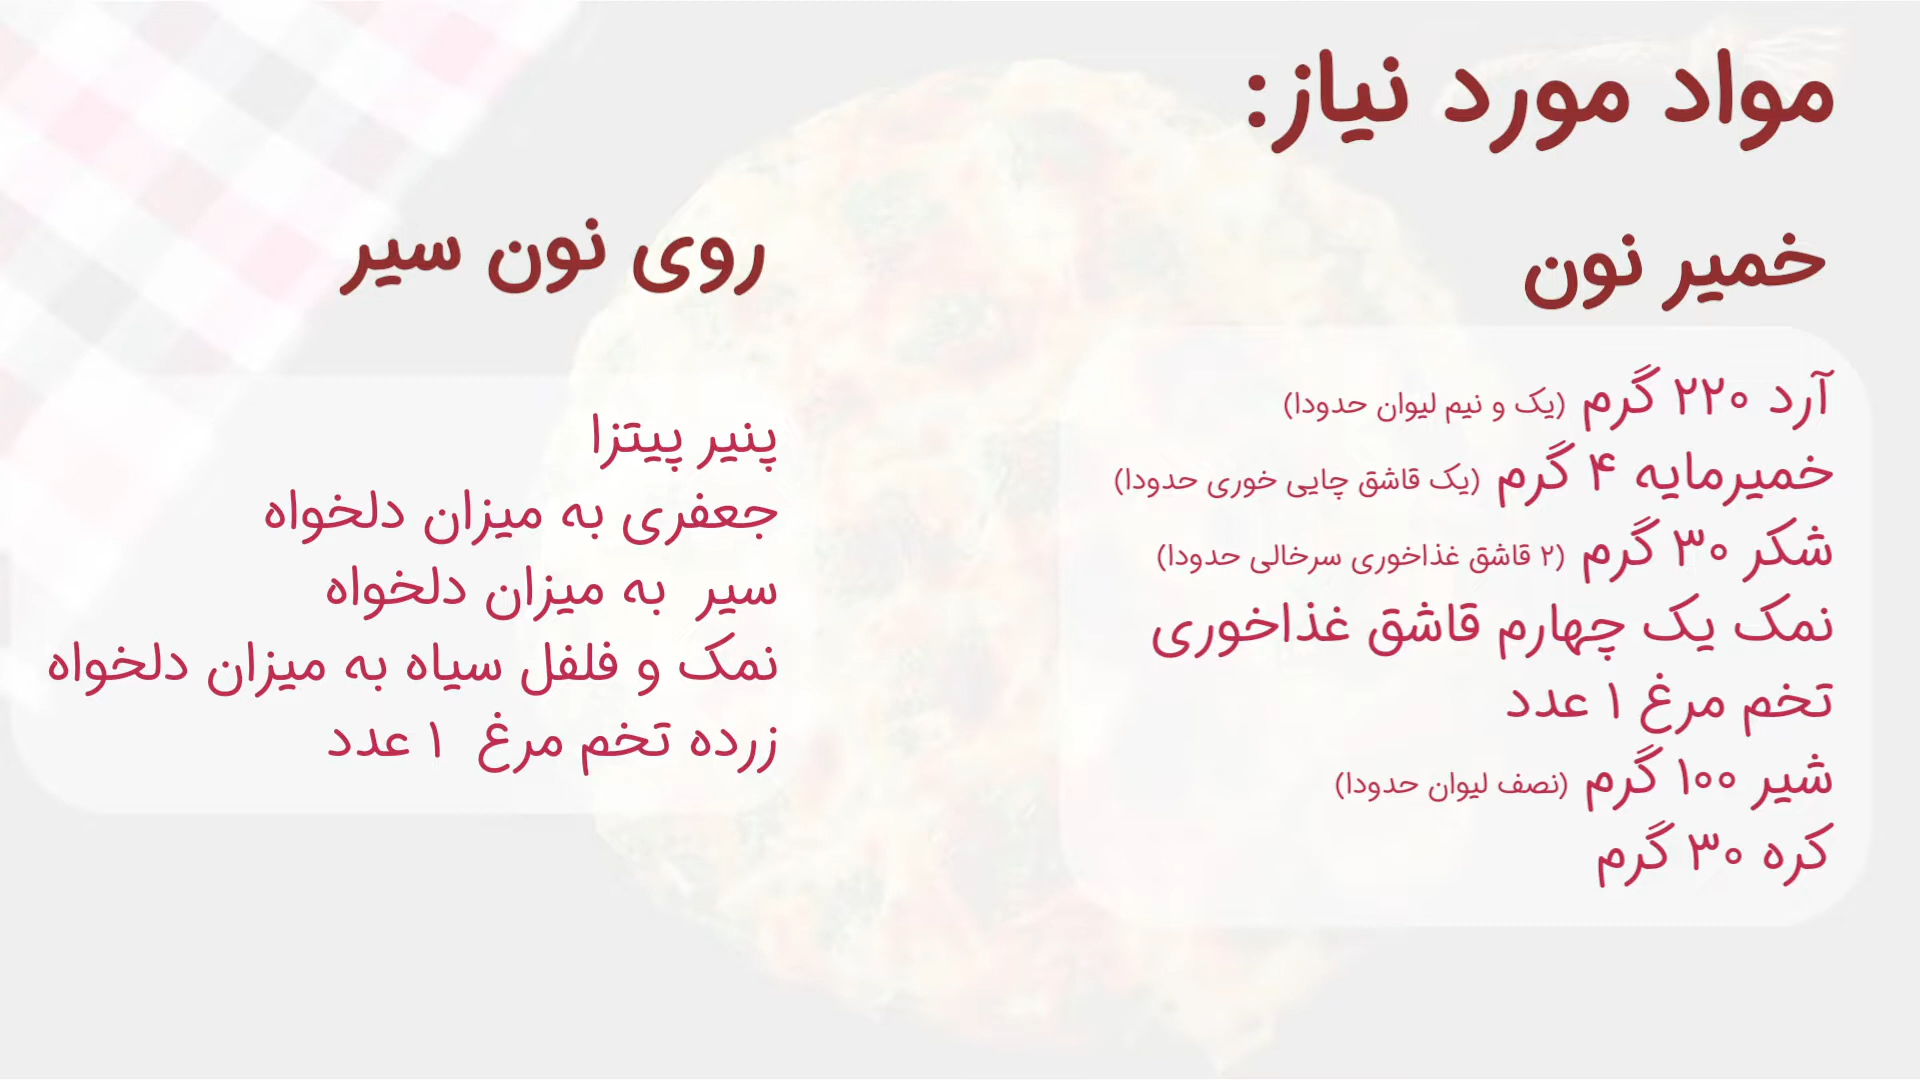 مواد مورد نیاز:
خمیر نون
آرد ۲۲۰ گرم (یک و نیم لیوان حدودا)
خمیرمایه ۴ گرم (یک قاشق چایی خوری حدودا)
شکر ۳۰ گرم (۲ قاشق غذاخوری سرخالی حدودا)
نمک یک چهارم قاشق غذاخوری
تخم مرغ ۱ عدد
شیر ۱۰۰ گرم (نصف لیوان حدودا)
کره ۳۰ گرم
روی نون سیر
پنیر پیتزا
جعفری به میزان دلخواه
سیر به میزان دلخواه
نمک و فلفل سیاه به میزان دلخواه
زرده تخم مرغ ۱ عدد